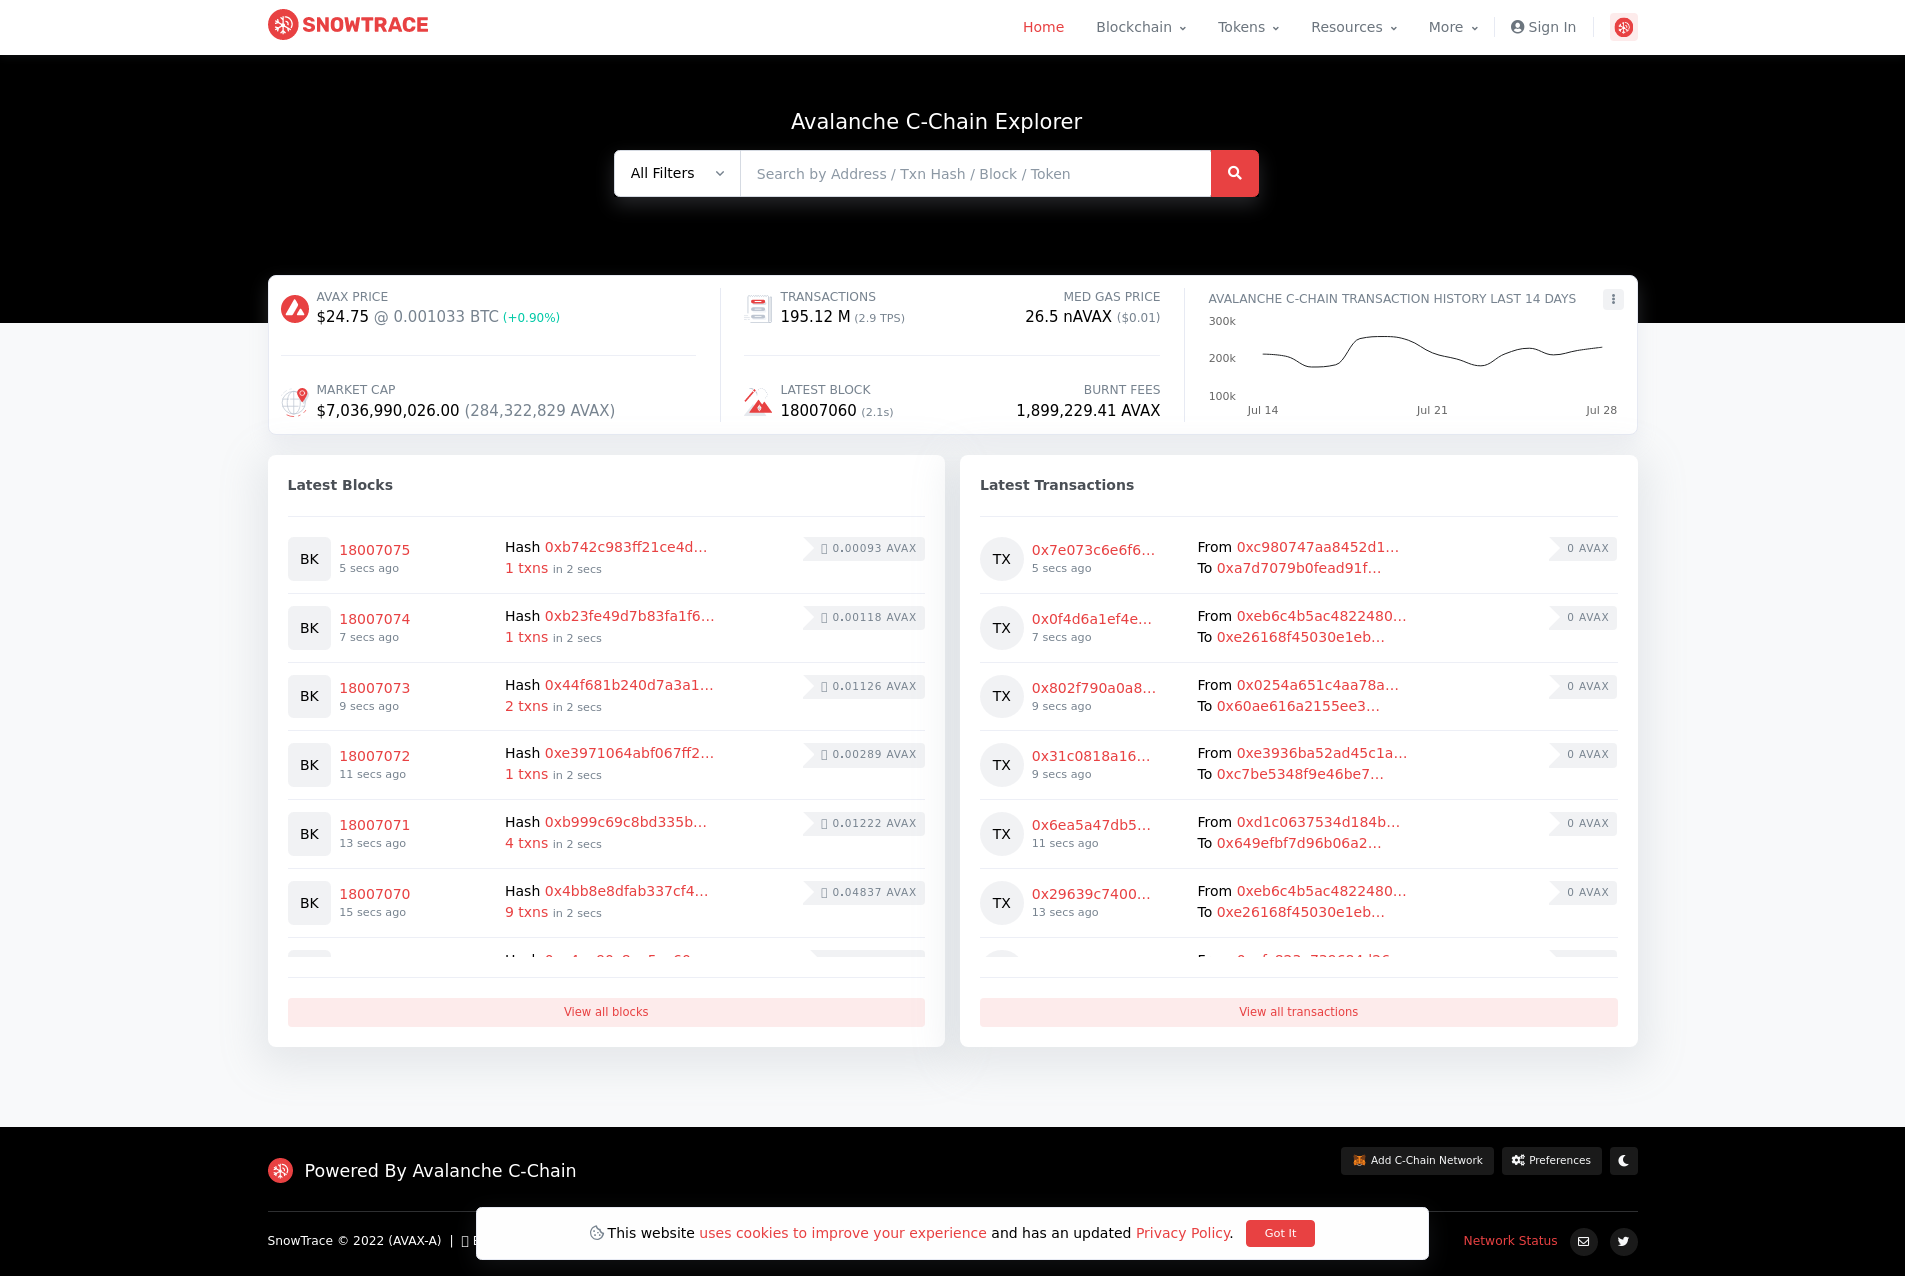 SNOWTRACE
Home Blockchain Tokens Resources More Sign In
Avalanche C-Chain Explorer
All Filters Search by Address / Txn Hash / Block / Token
AVAX PRICE
$24.75 @ 0.001033 BTC (+0.90%)
MARKET CAP
$7,036,990,026.00 (284,322,829 AVAX)
TRANSACTIONS
195.12 M (2.9 TPS)
MED GAS PRICE
26.5 nAVAX ($0.01)
LATEST BLOCK
18007060 (2.1s)
BURNT FEES
1,899,229.41 AVAX
AVALANCHE C-CHAIN TRANSACTION HISTORY LAST 14 DAYS
300k
200k
100k
Jul 14 Jul 21 Jul 28
Latest Blocks
BK 18007075 Hash 0xb742c983ff21ce4d... 0.00093 AVAX
5 secs ago 1 txns in 2 secs
BK 18007074 Hash 0xb23fe49d7b83fa1f6... 0.00118 AVAX
7 secs ago 1 txns in 2 secs
BK 18007073 Hash 0x44f681b240d7a3a1... 0.01126 AVAX
9 secs ago 2 txns in 2 secs
BK 18007072 Hash 0xe3971064abf067ff2... 0.00289 AVAX
11 secs ago 1 txns in 2 secs
BK 18007071 Hash 0xb999c69c8bd335b... 0.01222 AVAX
13 secs ago 4 txns in 2 secs
BK 18007070 Hash 0x4bb8e8dfab337cf4... 0.04837 AVAX
15 secs ago 9 txns in 2 secs
View all blocks
Latest Transactions
TX 0x7e073c6e6f6... From 0xc980747aa8452d1... 0 AVAX
5 secs ago To 0xa7d7079b0fead91f...
TX 0x0f4d6a1ef4e... From 0xeb6c4b5ac4822480... 0 AVAX
7 secs ago To 0xe26168f45030e1eb...
TX 0x802f790a0a8... From 0x0254a651c4aa78a... 0 AVAX
9 secs ago To 0x60ae616a2155ee3...
TX 0x31c0818a16... From 0xe3936ba52ad45c1a... 0 AVAX
9 secs ago To 0xc7be5348f9e46be7...
TX 0x6ea5a47db5... From 0xd1c0637534d184b... 0 AVAX
11 secs ago To 0x649efbf7d96b06a2...
TX 0x29639c7400... From 0xeb6c4b5ac4822480... 0 AVAX
13 secs ago To 0xe26168f45030e1eb...
View all transactions
Powered By Avalanche C-Chain
Add C-Chain Network Preferences
This website uses cookies to improve your experience and has an updated Privacy Policy. Got It
SnowTrace © 2022 (AVAX-A) |
Network Status